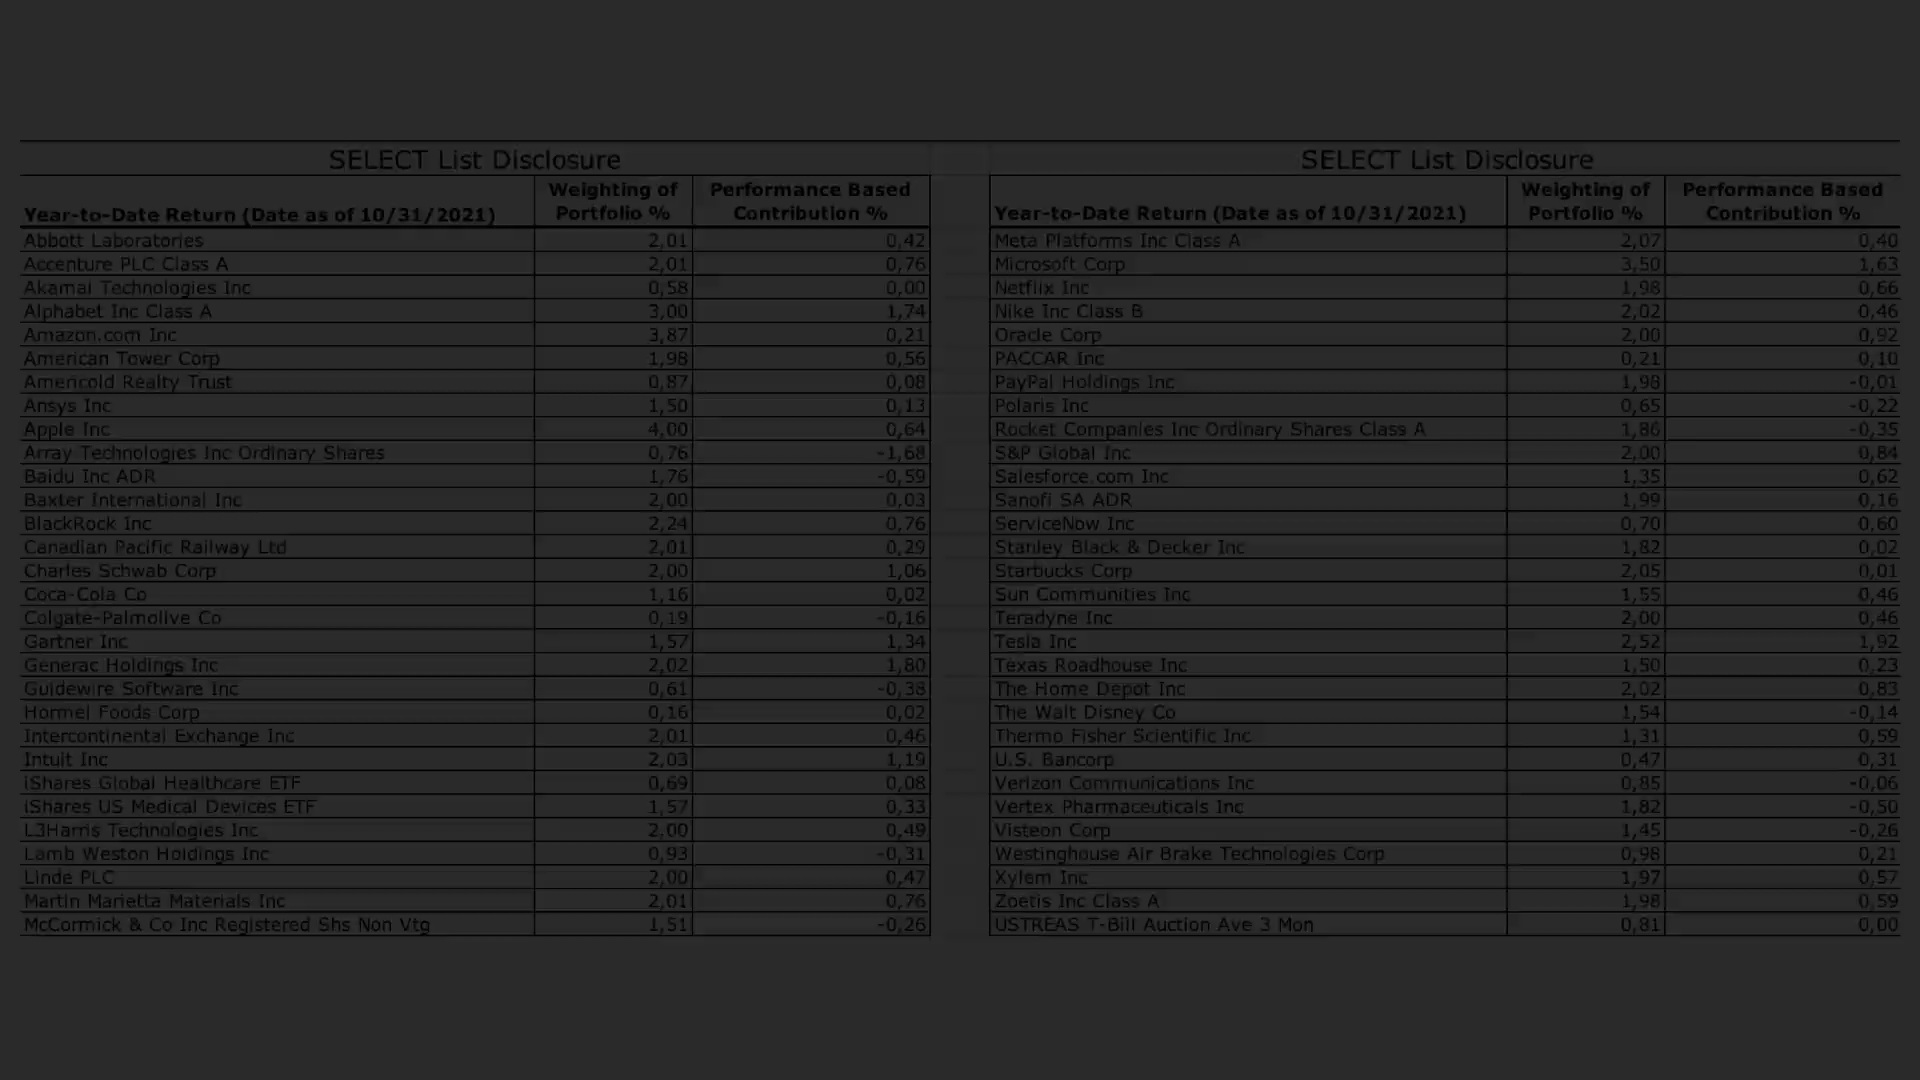 SELECT List Disclosure
Year-to-Date Return (Date as of 10/31/2021) Weighting of Portfolio % Performance Based Contribution %
Abbott Laboratories 2,01 0,42
Accenture PLC Class A 2,01 0,76
Akamai Technologies Inc 0,58 0,00
Alphabet Inc Class A 3,00 1,74
Amazon.com Inc 3,87 0,21
American Tower Corp 1,98 0,56
Americold Realty Trust 0,87 0,08
Ansys Inc 1,50 0,13
Apple Inc 4,00 0,64
Array Technologies Inc Ordinary Shares 0,76 -1,68
Baidu Inc ADR 1,76 -0,59
Baxter International Inc 2,00 0,03
BlackRock Inc 2,24 0,76
Canadian Pacific Railway Ltd 2,01 0,29
Charles Schwab Corp 2,00 1,06
Coca-Cola Co 1,16 0,02
Colgate-Palmolive Co 0,19 -0,16
Gartner Inc 1,57 1,34
Generac Holdings Inc 2,02 1,80
Guidewire Software Inc 0,61 -0,38
Hormel Foods Corp 0,16 0,02
Intercontinental Exchange Inc 2,01 0,46
Intuit Inc 2,03 1,19
iShares Global Healthcare ETF 0,69 0,08
iShares US Medical Devices ETF 1,57 0,33
L3Harris Technologies Inc 2,00 0,49
Lamb Weston Holdings Inc 0,93 -0,31
Linde PLC 2,00 0,47
Martin Marietta Materials Inc 2,01 0,76
McCormick & Co Inc Registered Shs Non Vtg 1,51 -0,26
SELECT List Disclosure
Year-to-Date Return (Date as of 10/31/2021) Weighting of Portfolio % Performance Based Contribution %
Meta Platforms Inc Class A 2,07 0,40
Microsoft Corp 3,50 1,63
Netflix Inc 1,98 0,66
Nike Inc Class B 2,02 0,46
Oracle Corp 2,00 0,92
PACCAR Inc 0,21 0,10
PayPal Holdings Inc 1,98 -0,01
Polaris Inc 0,65 -0,22
Rocket Companies Inc Ordinary Shares Class A 1,86 -0,35
S&P Global Inc 2,00 0,84
Salesforce.com Inc 1,35 0,62
Sanofi SA ADR 1,99 0,16
ServiceNow Inc 0,70 0,60
Stanley Black & Decker Inc 1,82 0,02
Starbucks Corp 2,05 0,01
Sun Communities Inc 1,55 0,46
Teradyne Inc 2,00 0,46
Tesla Inc 2,52 1,92
Texas Roadhouse Inc 1,50 0,23
The Home Depot Inc 2,02 0,83
The Walt Disney Co 1,54 -0,14
Thermo Fisher Scientific Inc 1,31 0,59
U.S. Bancorp 0,47 0,31
Verizon Communications Inc 0,85 -0,06
Vertex Pharmaceuticals Inc 1,82 -0,50
Visteon Corp 1,45 -0,26
Westinghouse Air Brake Technologies Corp 0,98 0,21
Xylem Inc 1,97 0,57
Zoetis Inc Class A 1,98 0,59
USTREAS T-Bill Auction Ave 3 Mon 0,81 0,00